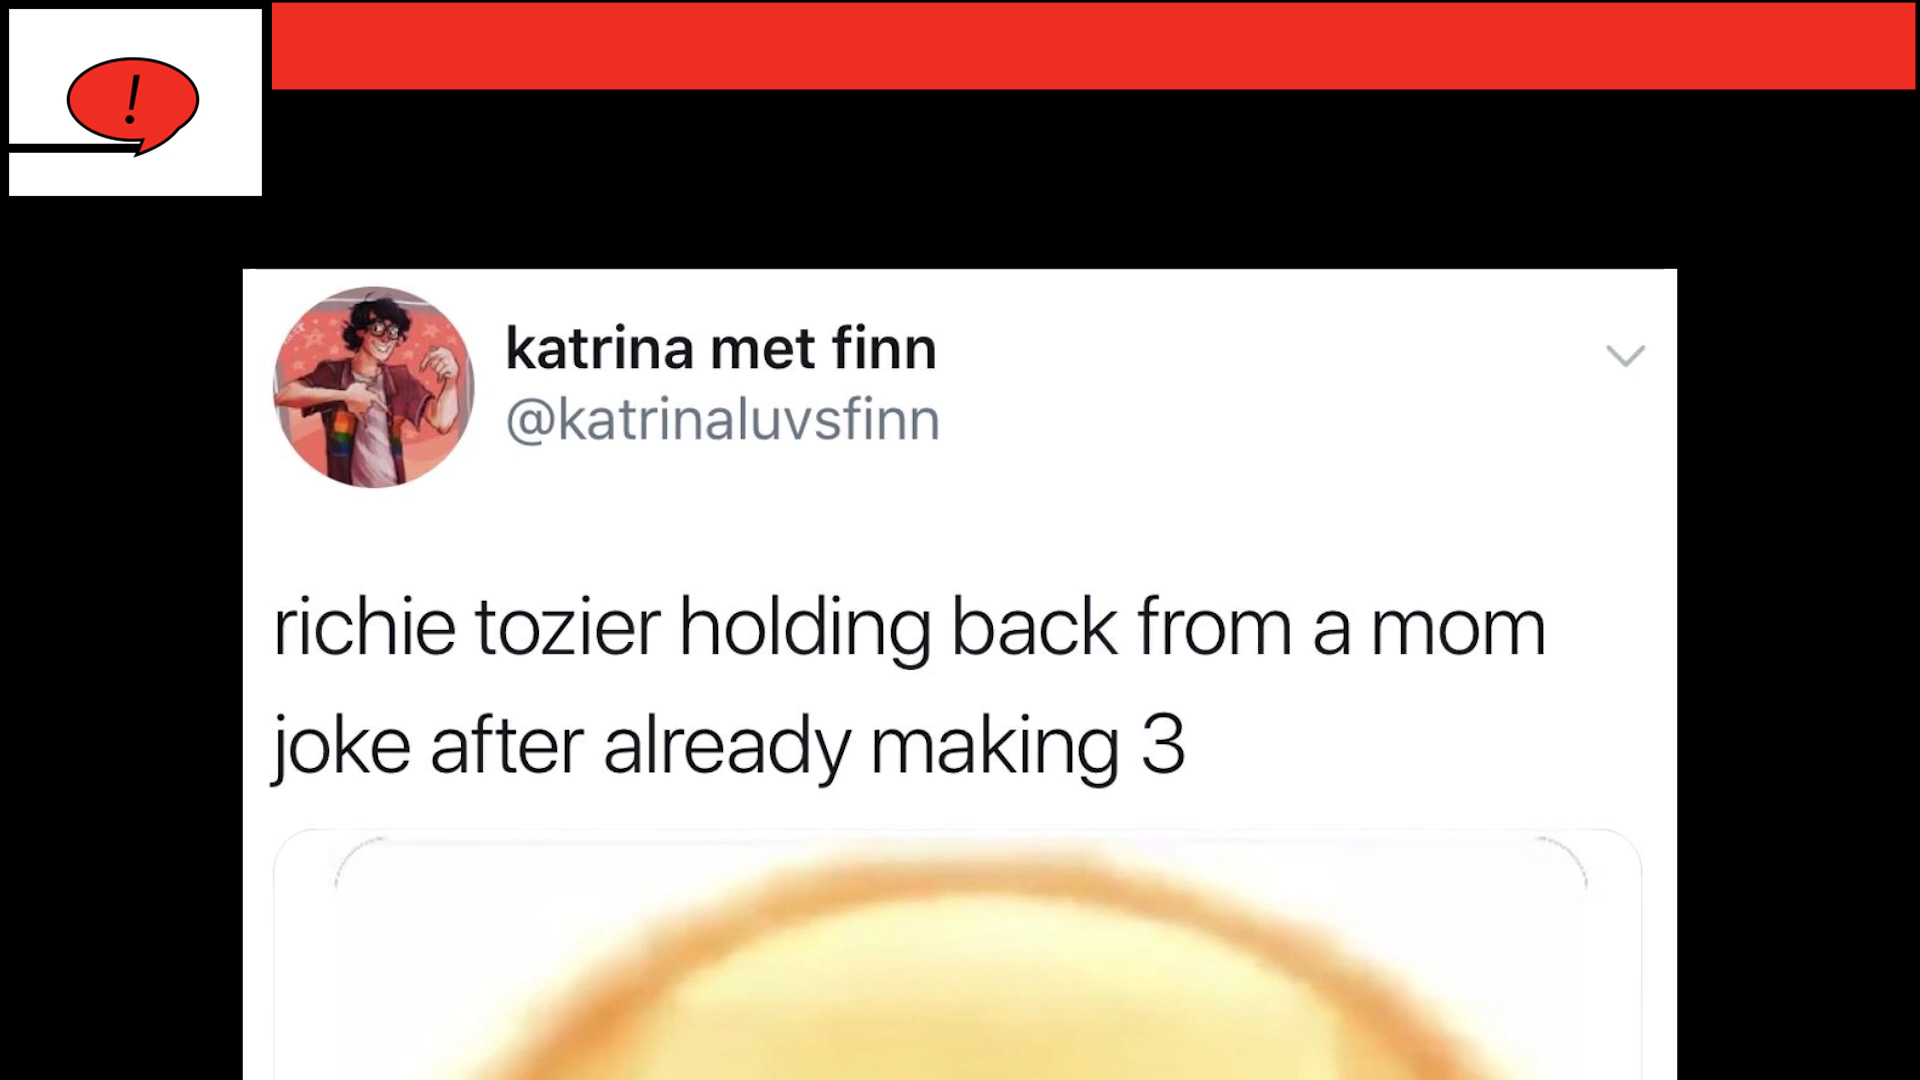 !
katrina met finn
@katrinaluvsfinn
richie tozier holding back from a mom
joke after already making 3